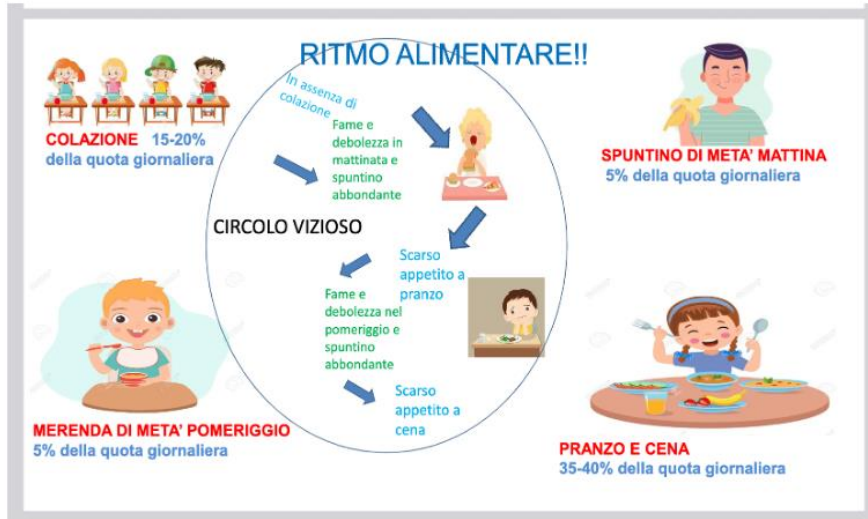 RITMO ALIMENTARE!!
COLAZIONE 15-20%
della quota giornaliera
In assenza di
colazione
Fame e
debolezza in
mattinata e
spuntino
abbondante
SPUNTINO DI META' MATTINA
5% della quota giornaliera
CIRCOLO VIZIOSO
Scarso
appetito a
pranzo
Fame e
debolezza nel
pomeriggio e
spuntino
abbondante
Scarso
appetito a
cena
MERENDA DI META' POMERIGGIO
5% della quota giornaliera
PRANZO E CENA
35-40% della quota giornaliera